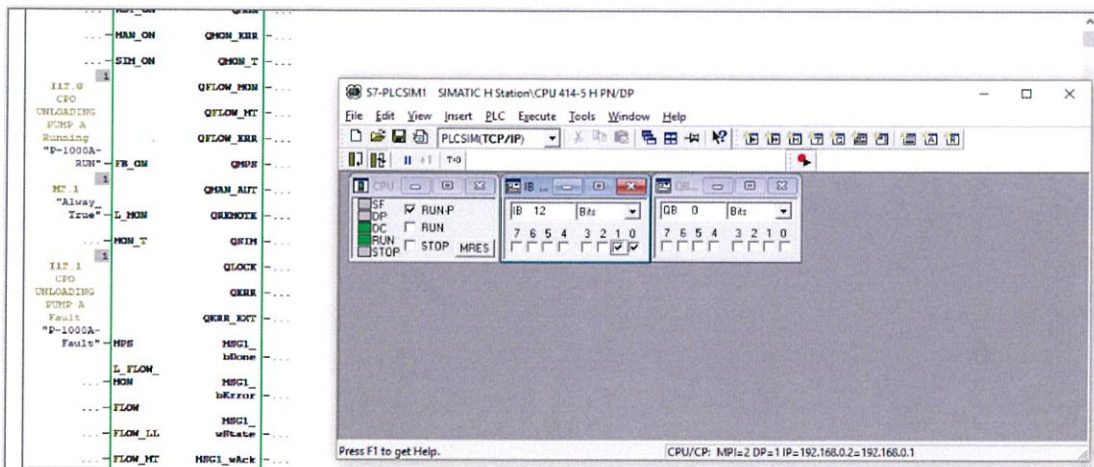 MAN_ON QMON_ERR
SIM_ON QMON_T
1
I12.0
CPO
UNLOADING
PUMP A
Running
"P-1000A-
RUN" FB_ON
QFLOW_MON
QFLOW_MT
QFLOW_ERR
QMPS
1
M2.1
"Alway_
True" L_MON
QMAN_AUT
QREMOTE
MON_T QSIM
1
I12.1
CPO
UNLOADING
PUMP A
Fault
"P-1000A-
Fault" MPS
QLOCK
QERR
QERR_EXT
MSG1_
bDone
L_FLOW_
MON
MSG1_
bError
FLOW
MSG1_
wState
FLOW_LL
FLOW_MT MSG1_wAck
S7-PLCSIM1 SIMATIC H Station\CPU 414-5 H PN/DP
File Edit View Insert PLC Execute Tools Window Help
PLCSIM(TCP/IP)
T=0
CPU
SF
DP
DC
RUN
STOP
RUN-P
RUN
STOP MRES
IB ...
IB 12 Bits
7 6 5 4 3 2 1 0
QB...
QB 0 Bits
7 6 5 4 3 2 1 0
Press F1 to get Help. CPU/CP: MPI=2 DP=1 IP=192.168.0.2=192.168.0.1